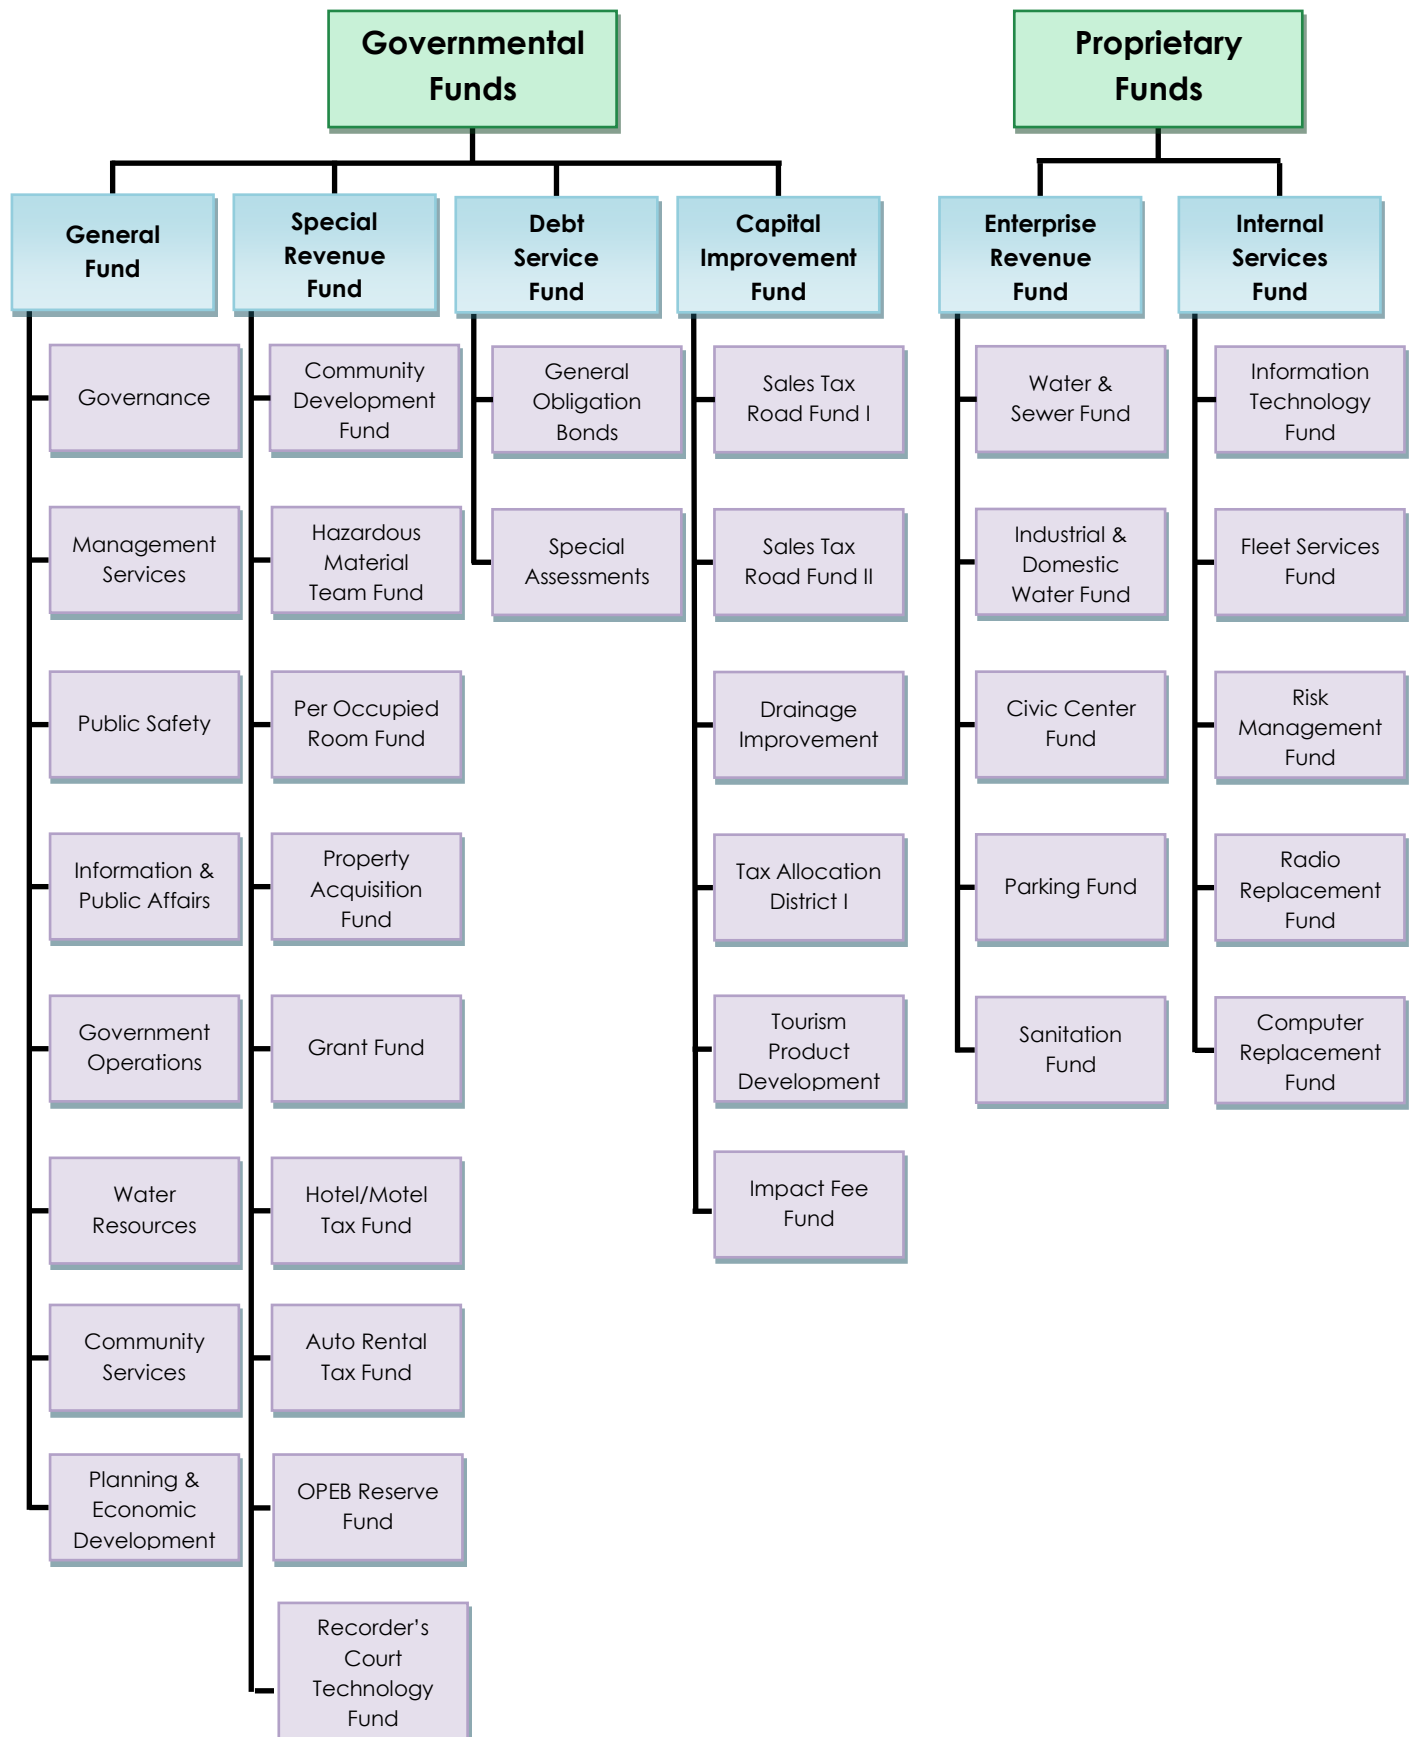 Governmental
Funds
Proprietary
Funds
General
Fund
Special
Revenue
Fund
Debt
Service
Fund
Capital
Improvement
Fund
Enterprise
Revenue
Fund
Internal
Services
Fund
Governance
Management
Services
Public Safety
Information &
Public Affairs
Government
Operations
Water
Resources
Community
Services
Planning &
Economic
Development
Community
Development
Fund
Hazardous
Material
Team Fund
Per Occupied
Room Fund
Property
Acquisition
Fund
Grant Fund
Hotel/Motel
Tax Fund
Auto Rental
Tax Fund
OPEB Reserve
Fund
Recorder’s
Court
Technology
Fund
General
Obligation
Bonds
Special
Assessments
Sales Tax
Road Fund I
Sales Tax
Road Fund II
Drainage
Improvement
Tax Allocation
District I
Tourism
Product
Development
Impact Fee
Fund
Water &
Sewer Fund
Industrial &
Domestic
Water Fund
Civic Center
Fund
Parking Fund
Sanitation
Fund
Information
Technology
Fund
Fleet Services
Fund
Risk
Management
Fund
Radio
Replacement
Fund
Computer
Replacement
Fund